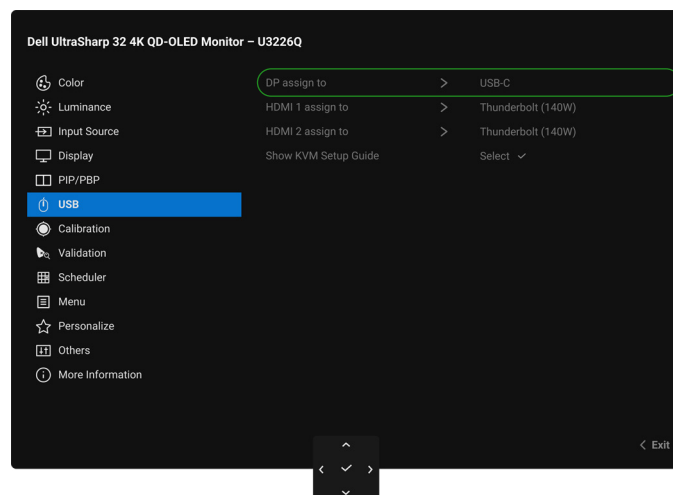 Dell UltraSharp 32 4K QD-OLED Monitor – U3226Q
Color
DP assign to > USB-C
Luminance
HDMI 1 assign to > Thunderbolt (140W)
Input Source
HDMI 2 assign to > Thunderbolt (140W)
Display
Show KVM Setup Guide Select ✓
PIP/PBP
USB
Calibration
Validation
Scheduler
Menu
Personalize
Others
More Information
< Exit